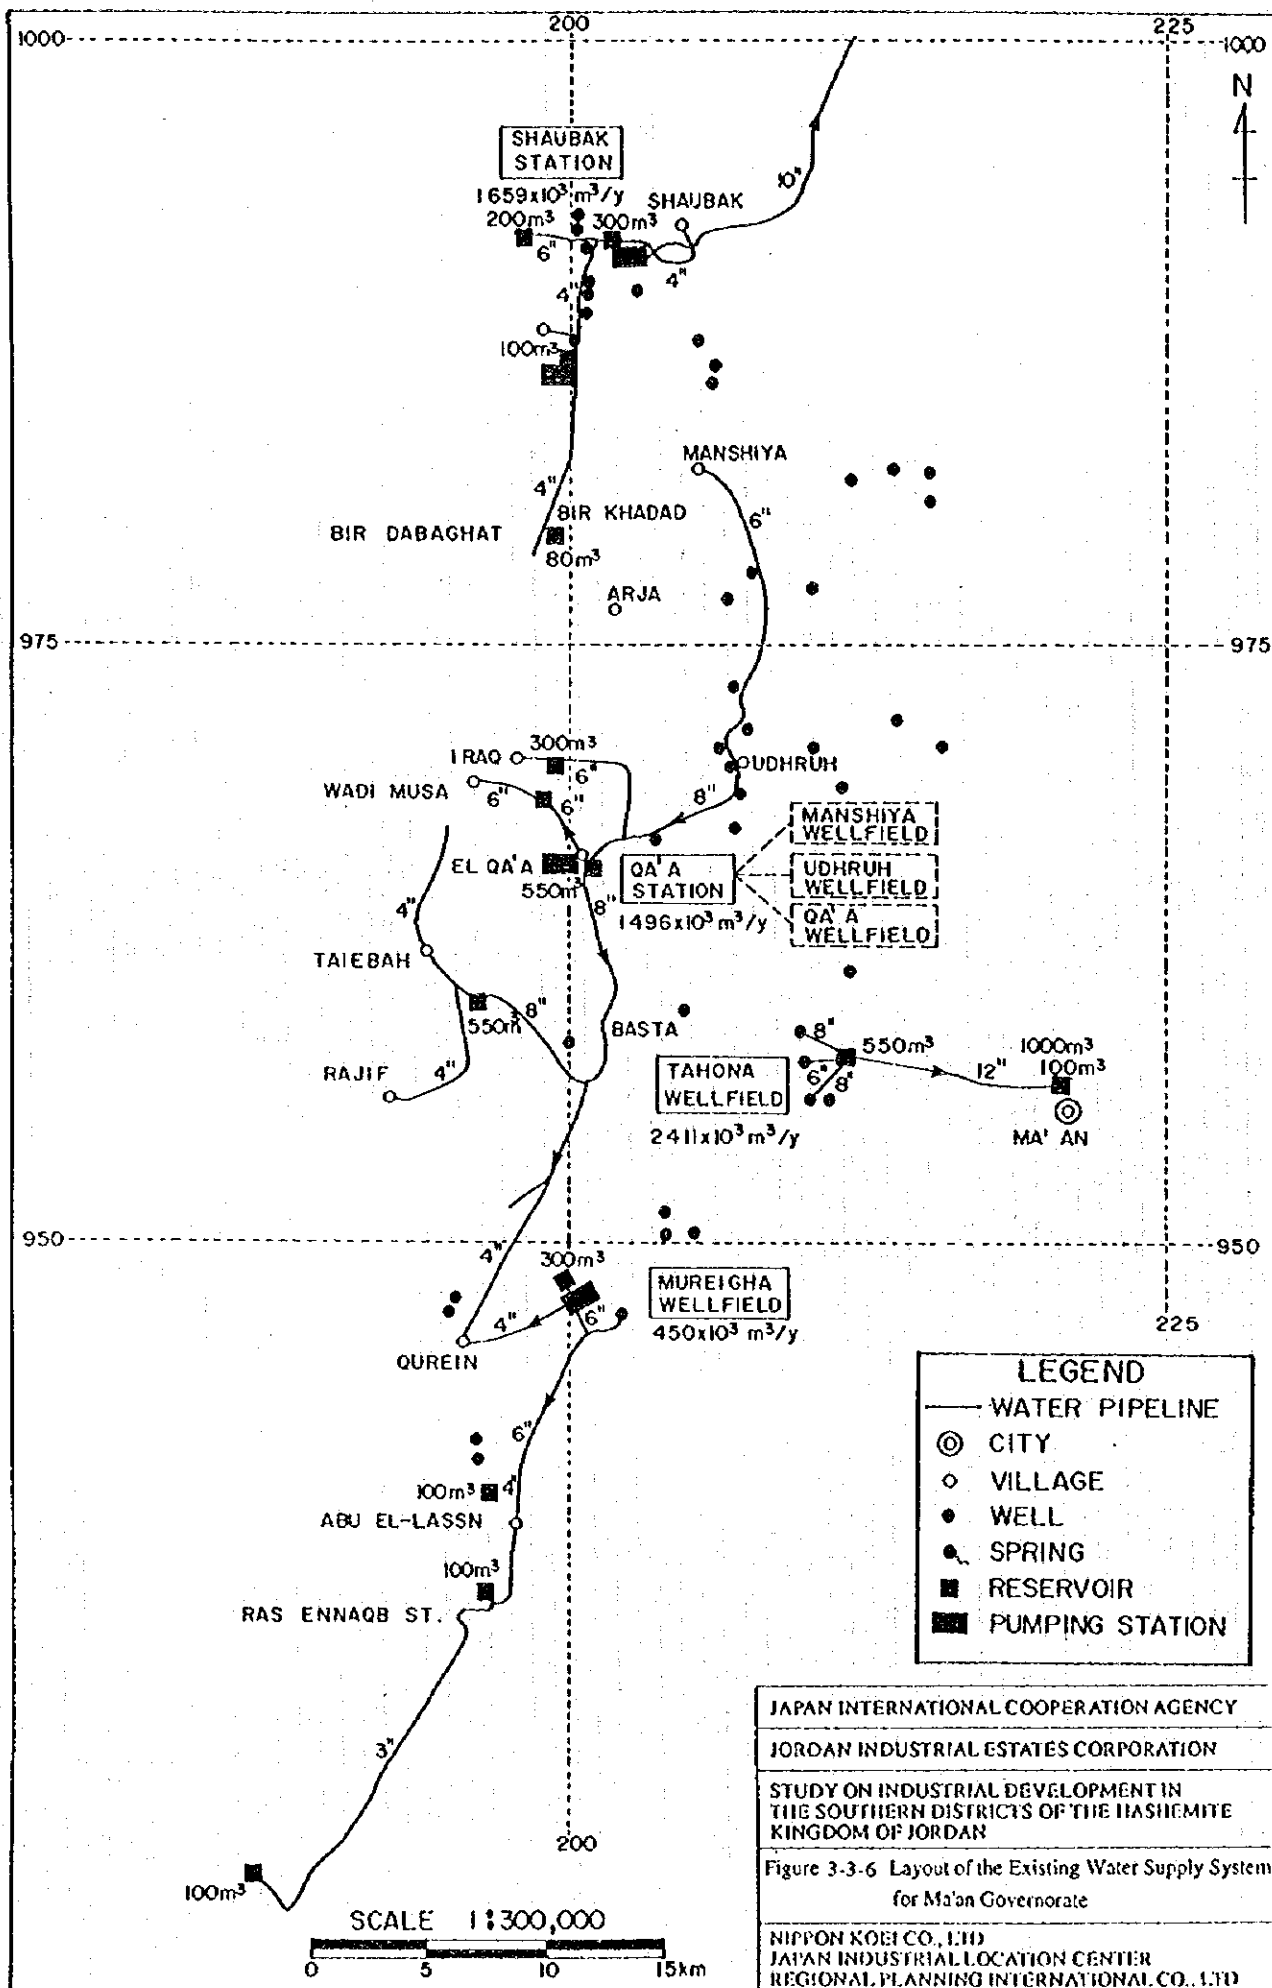 200
225
1000
1000
N
SHAUBAK
STATION
1659x10³ m³/y
SHAUBAK
200m³
300m³
10"
6"
4"
4"
100m³
MANSHIYA
4"
BIR KHADAD
6"
BIR DABAGHAT
80m³
ARJA
975
975
IRAQ
300m³
6"
UDHRUH
WADI MUSA
6"
6"
8"
MANSHIYA
WELLFIELD
EL QA'A
550m³
QA'A
STATION
UDHRUH
WELLFIELD
8"
1496x10³ m³/y
QA'A
WELLFIELD
4"
TAIEBAH
8"
550m³
BASTA
8"
550m³
1000m³
100m³
RAJIF
4"
TAHONA
WELLFIELD
6"
8"
12"
2411x10³ m³/y
MA'AN
950
950
4"
300m³
MUREIGHA
WELLFIELD
4"
6"
450x10³ m³/y
225
QUREIN
6"
100m³
4"
ABU EL-LASSN
100m³
RAS ENNAQB ST.
3"
200
100m³
LEGEND
WATER PIPELINE
CITY
VILLAGE
WELL
SPRING
RESERVOIR
PUMPING STATION
SCALE 1:300,000
0 5 10 15km
JAPAN INTERNATIONAL COOPERATION AGENCY
JORDAN INDUSTRIAL ESTATES CORPORATION
STUDY ON INDUSTRIAL DEVELOPMENT IN
THE SOUTHERN DISTRICTS OF THE HASHEMITE
KINGDOM OF JORDAN
Figure 3-3-6 Layout of the Existing Water Supply System
for Ma'an Governorate
NIPPON KOEI CO., LTD
JAPAN INDUSTRIAL LOCATION CENTER
REGIONAL PLANNING INTERNATIONAL CO., LTD